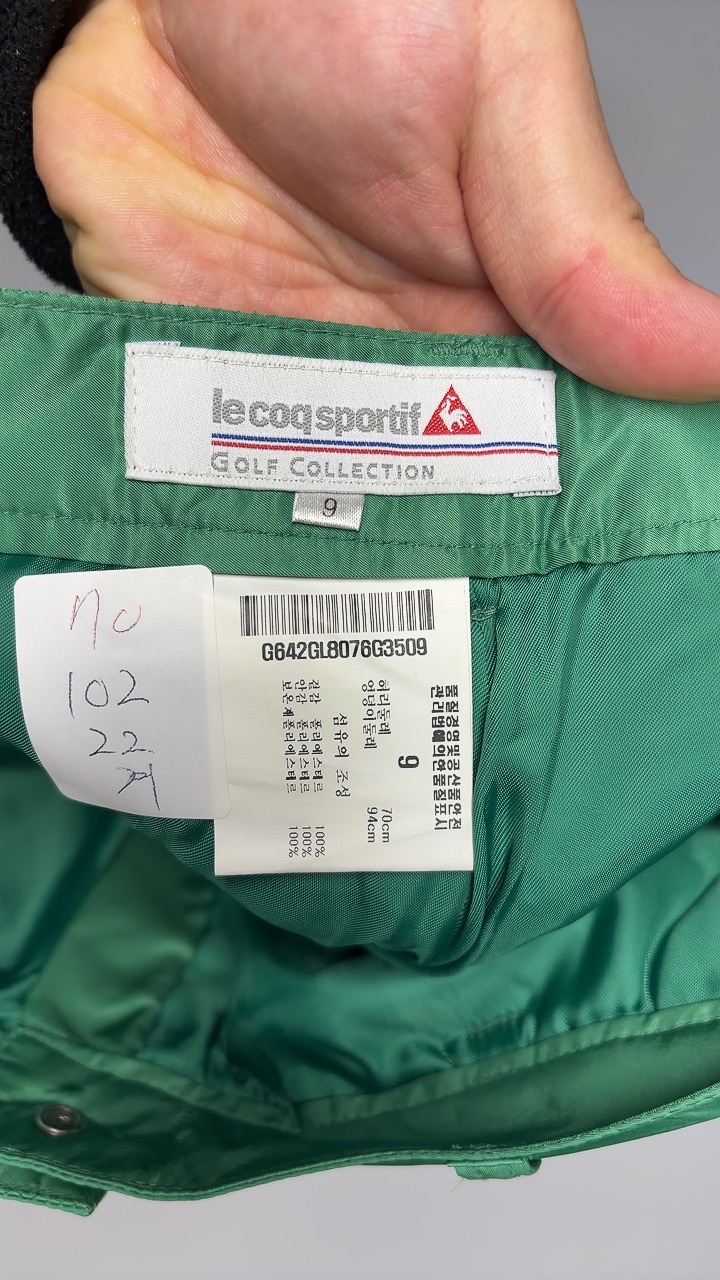 le coq sportif
GOLF COLLECTION
9
no
102
22
G642GL8076G3509
품질경영및공산품안전
관리법에의한품질표시
9
허리둘레 70cm
엉덩이둘레 94cm
섬유의 조성
겉감 폴리에스테르 100%
안감 폴리에스테르 100%
보온재 폴리에스테르 100%